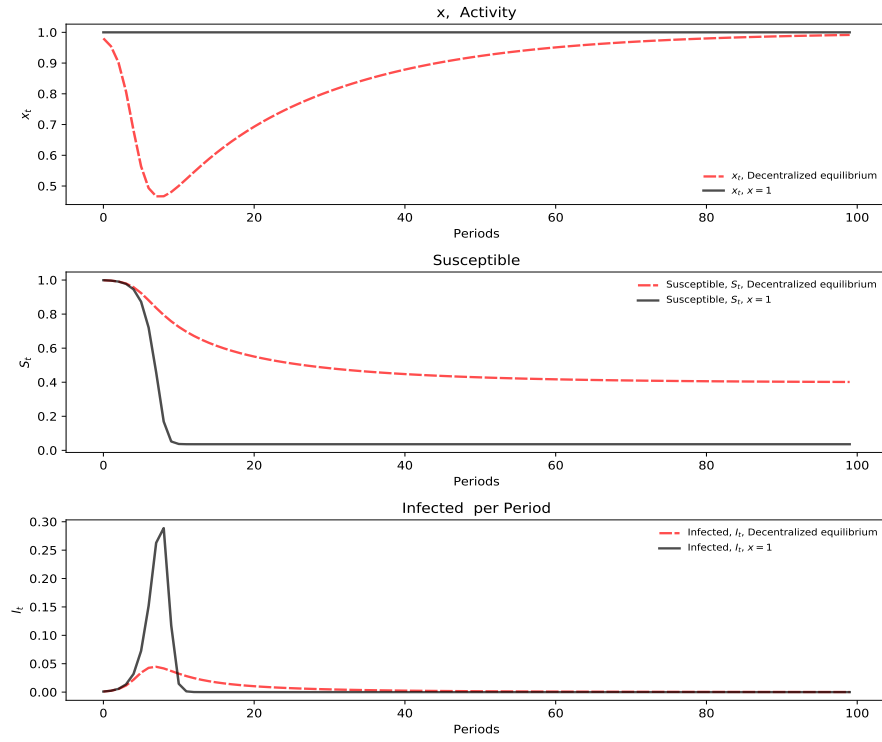 x, Activity
1.0
0.9
0.8
0.7
0.6
0.5
x_t
x_t, Decentralized equilibrium
x_t, x = 1
0 20 40 60 80 100
Periods
Susceptible
1.0
0.8
0.6
0.4
0.2
0.0
S_t
Susceptible, S_t, Decentralized equilibrium
Susceptible, S_t, x = 1
0 20 40 60 80 100
Periods
Infected per Period
0.30
0.25
0.20
0.15
0.10
0.05
0.00
I_t
Infected, I_t, Decentralized equilibrium
Infected, I_t, x = 1
0 20 40 60 80 100
Periods